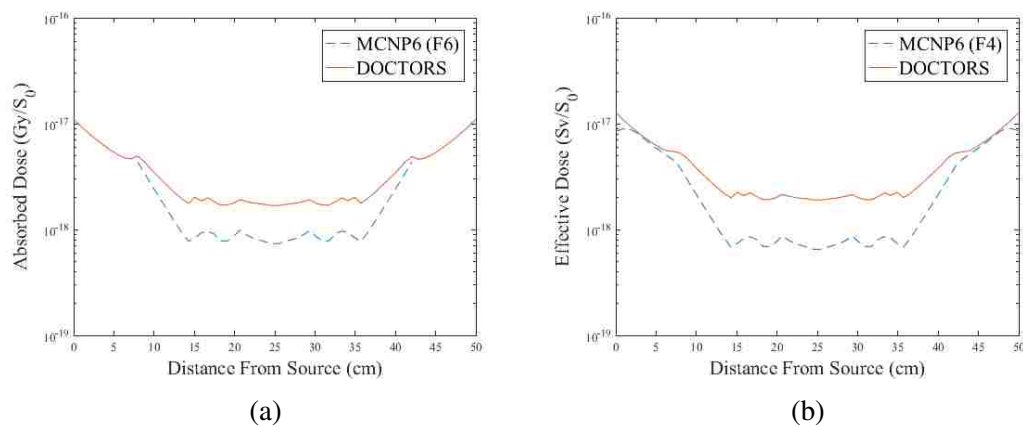 10^-16
10^-17
10^-18
10^-19
Absorbed Dose (Gy/S_0)
MCNP6 (F6)
DOCTORS
0 5 10 15 20 25 30 35 40 45 50
Distance From Source (cm)
(a)
10^-16
10^-17
10^-18
10^-19
Effective Dose (Sv/S_0)
MCNP6 (F4)
DOCTORS
0 5 10 15 20 25 30 35 40 45 50
Distance From Source (cm)
(b)